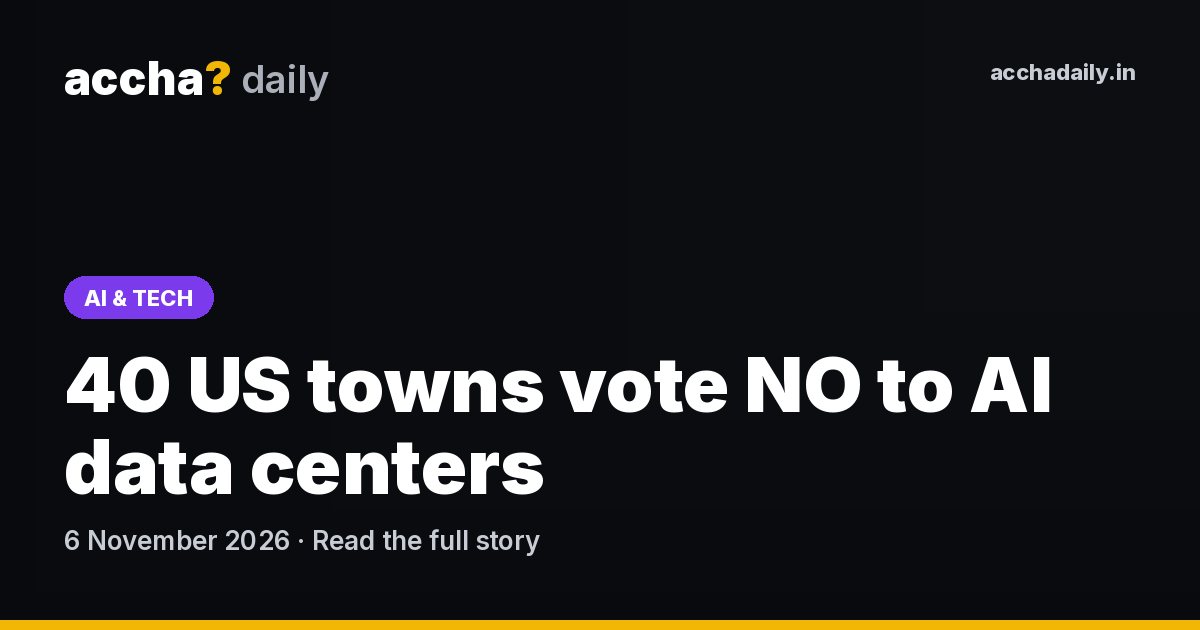 accha? daily
acchadaily.in
AI & TECH
40 US towns vote NO to AI
data centers
6 November 2026 · Read the full story